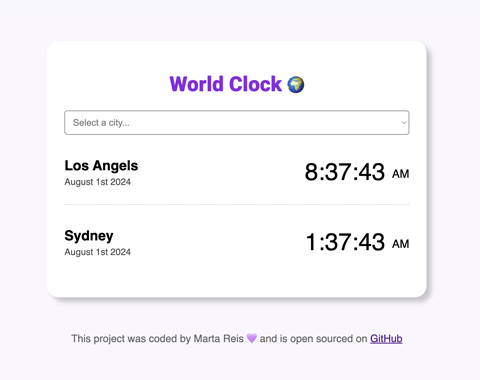 World Clock 🌍
Select a city...
Los Angels
August 1st 2024
8:37:43 AM
Sydney
August 1st 2024
1:37:43 AM
This project was coded by Marta Reis 💜 and is open sourced on GitHub